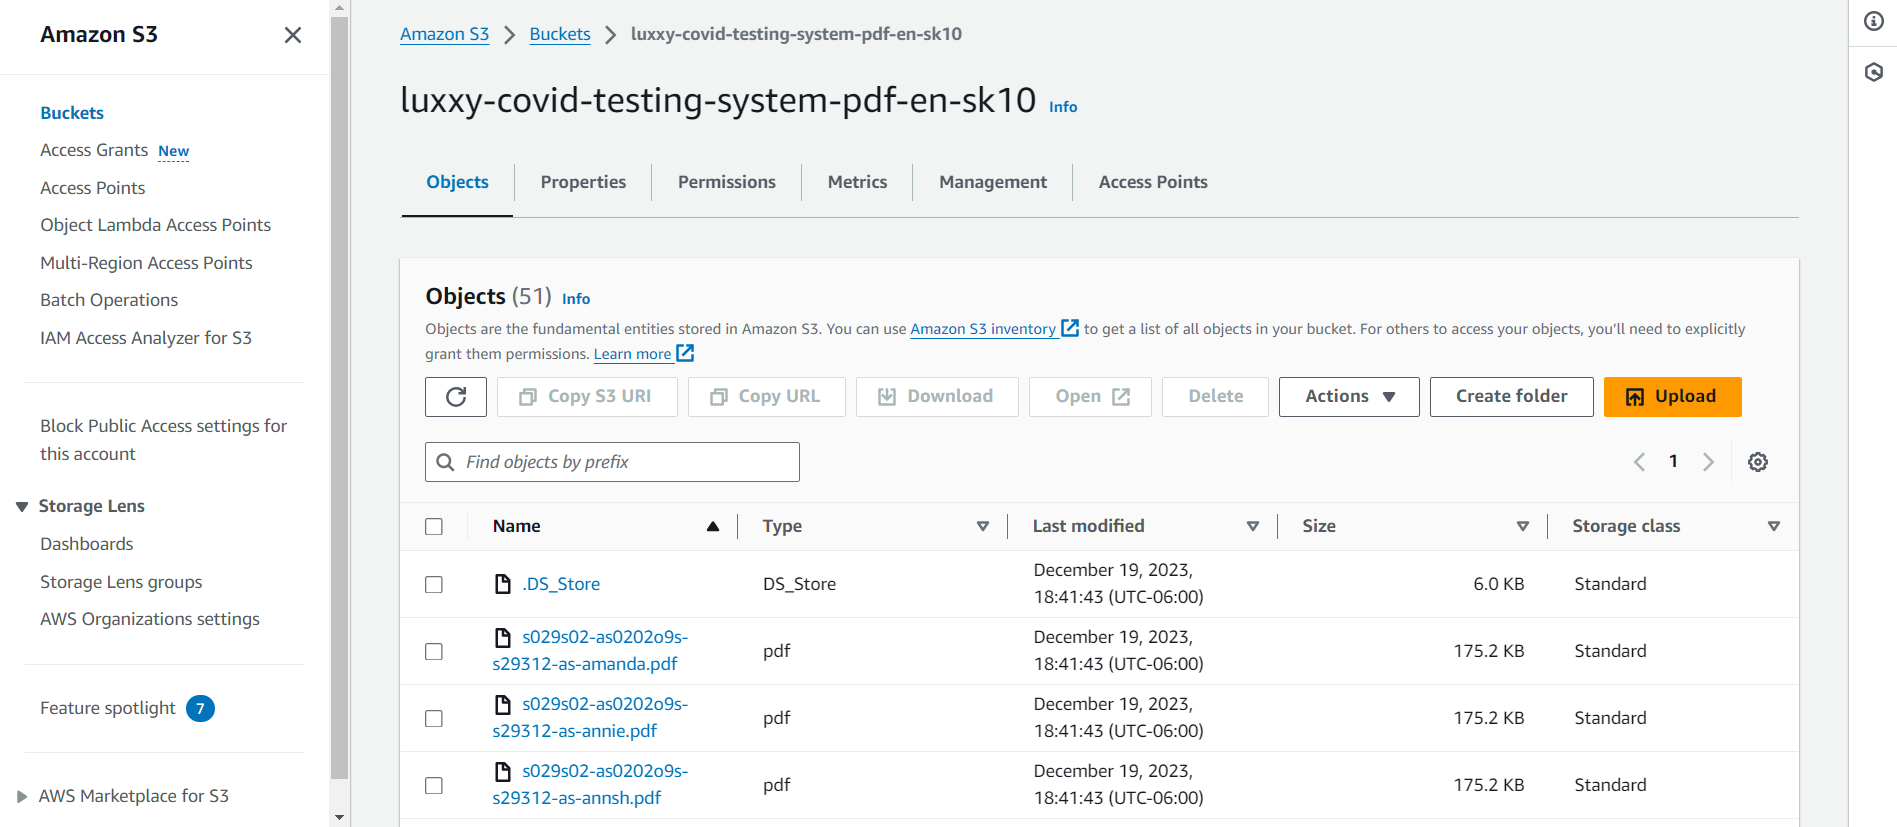 Amazon S3
Buckets
Access Grants New
Access Points
Object Lambda Access Points
Multi-Region Access Points
Batch Operations
IAM Access Analyzer for S3
Block Public Access settings for
this account
Storage Lens
Dashboards
Storage Lens groups
AWS Organizations settings
Feature spotlight 7
AWS Marketplace for S3
Amazon S3 Buckets luxxy-covid-testing-system-pdf-en-sk10
luxxy-covid-testing-system-pdf-en-sk10 Info
Objects Properties Permissions Metrics Management Access Points
Objects (51) Info
Objects are the fundamental entities stored in Amazon S3. You can use Amazon S3 inventory to get a list of all objects in your bucket. For others to access your objects, you'll need to explicitly
grant them permissions. Learn more
Copy S3 URI Copy URL Download Open Delete Actions Create folder Upload
Find objects by prefix 1
Name Type Last modified Size Storage class
.DS_Store DS_Store December 19, 2023, 6.0 KB Standard
18:41:43 (UTC-06:00)
s029s02-as0202o9s- pdf December 19, 2023, 175.2 KB Standard
s29312-as-amanda.pdf 18:41:43 (UTC-06:00)
s029s02-as0202o9s- pdf December 19, 2023, 175.2 KB Standard
s29312-as-annie.pdf 18:41:43 (UTC-06:00)
s029s02-as0202o9s- pdf December 19, 2023, 175.2 KB Standard
s29312-as-annsh.pdf 18:41:43 (UTC-06:00)